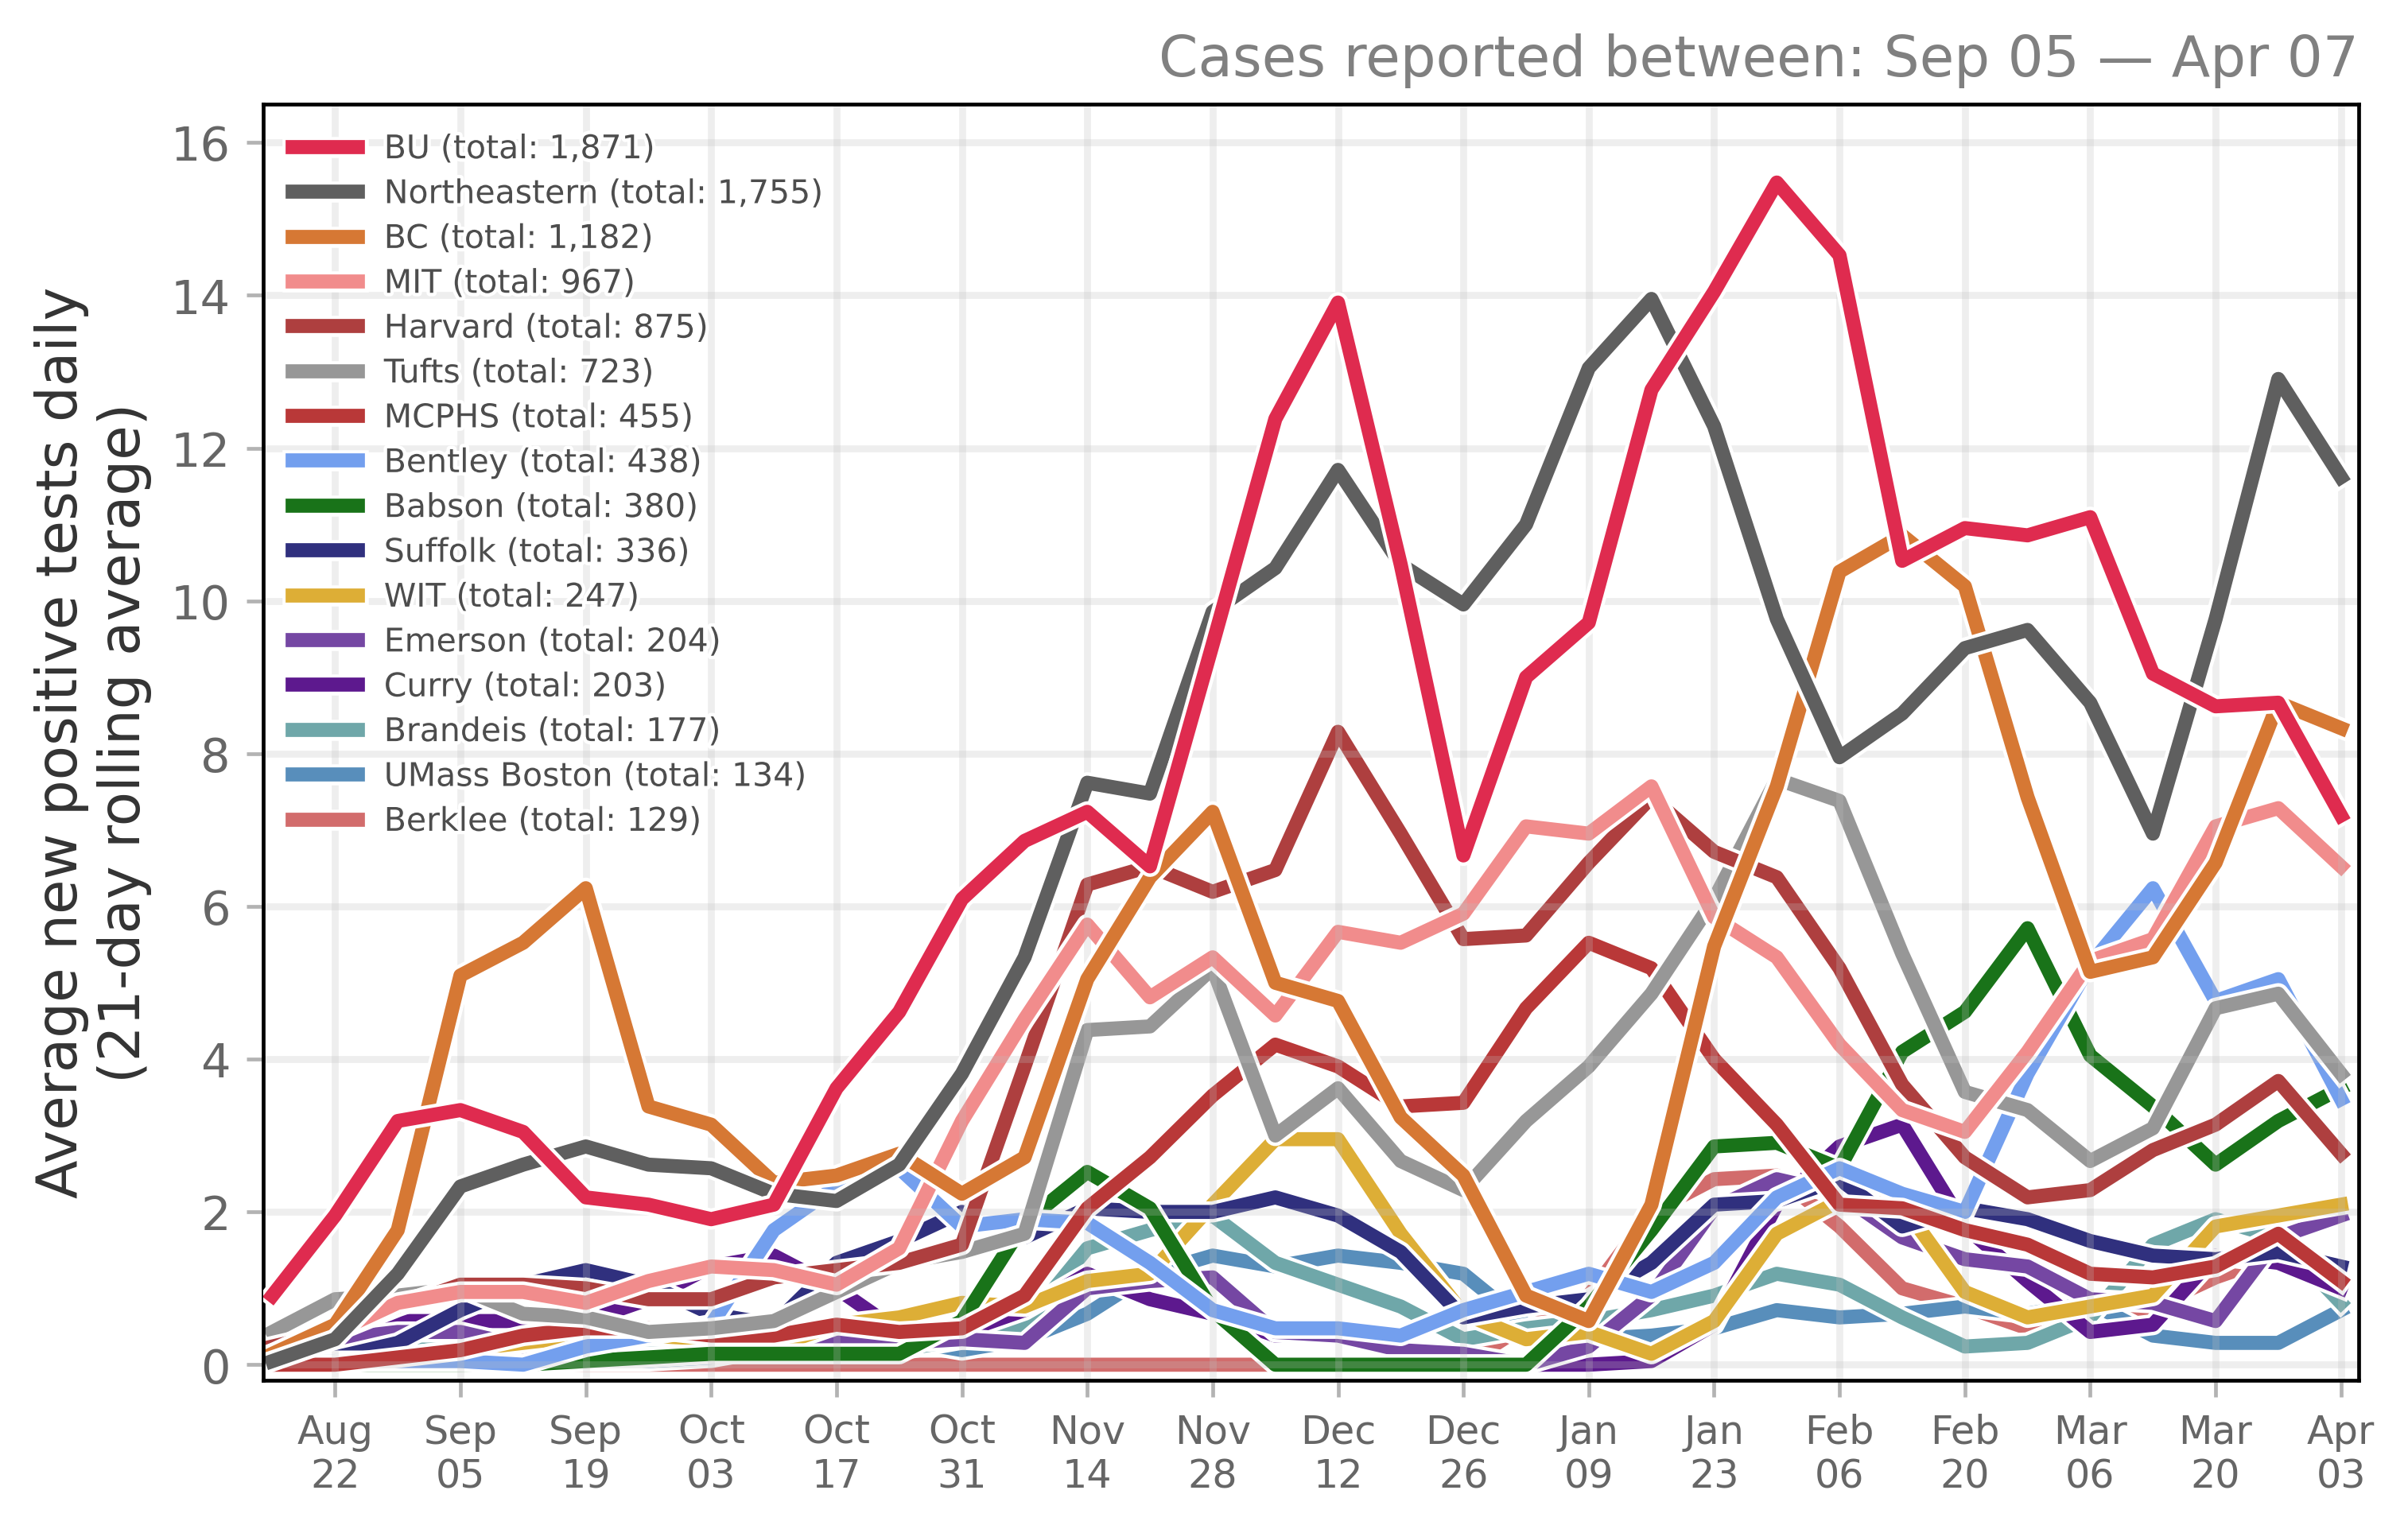 Cases reported between: Sep 05 — Apr 07
Average new positive tests daily
(21-day rolling average)
16
14
12
10
8
6
4
2
0
BU (total: 1,871)
Northeastern (total: 1,755)
BC (total: 1,182)
MIT (total: 967)
Harvard (total: 875)
Tufts (total: 723)
MCPHS (total: 455)
Bentley (total: 438)
Babson (total: 380)
Suffolk (total: 336)
WIT (total: 247)
Emerson (total: 204)
Curry (total: 203)
Brandeis (total: 177)
UMass Boston (total: 134)
Berklee (total: 129)
Aug 22
Sep 05
Sep 19
Oct 03
Oct 17
Oct 31
Nov 14
Nov 28
Dec 12
Dec 26
Jan 09
Jan 23
Feb 06
Feb 20
Mar 06
Mar 20
Apr 03